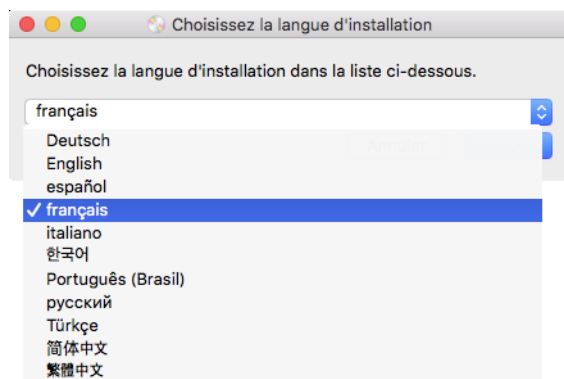 Choisissez la langue d'installation
Choisissez la langue d'installation dans la liste ci-dessous.
français
Deutsch
English
español
✓ français
italiano
한국어
Português (Brasil)
русский
Türkçe
简体中文
繁體中文